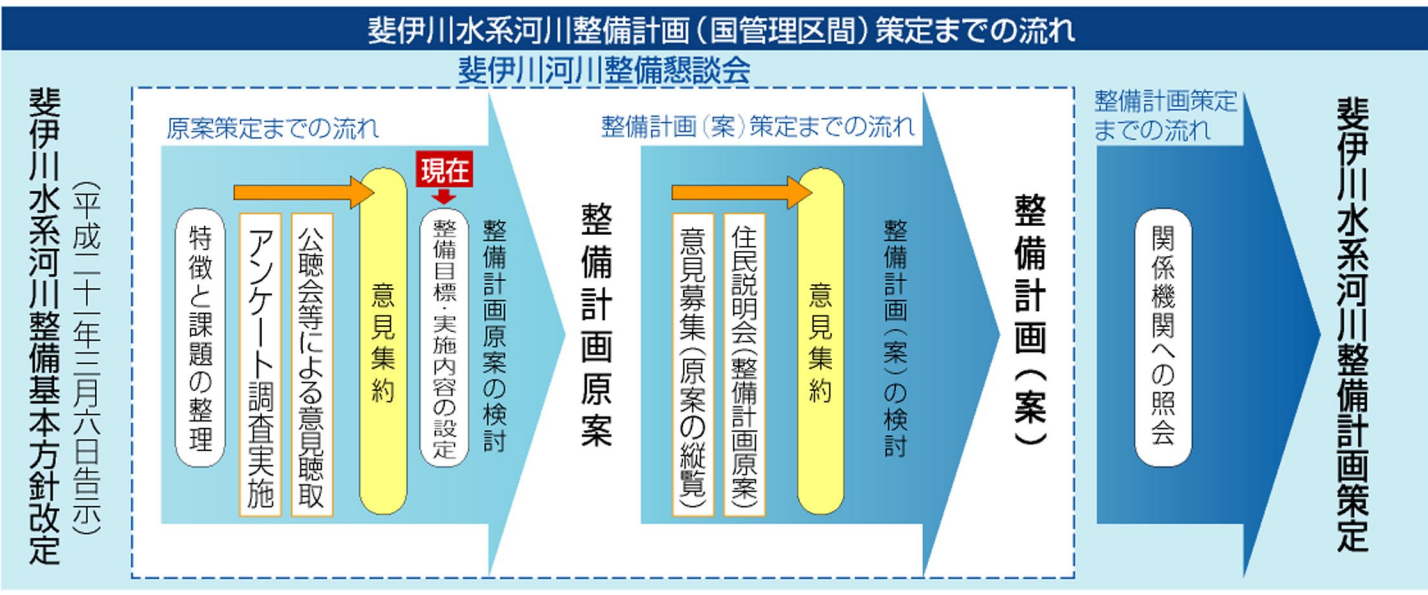 斐伊川水系河川整備計画(国管理区間)策定までの流れ
斐伊川河川整備懇談会
斐伊川水系河川整備基本方針改定
(平成二十一年三月六日告示)
原案策定までの流れ
特徴と課題の整理
アンケート調査実施
公聴会等による意見聴取
意見集約
現在
整備目標・実施内容の設定
整備計画原案の検討
整備計画原案
整備計画(案)策定までの流れ
意見募集(原案の縦覧)
住民説明会(整備計画原案)
意見集約
整備計画(案)の検討
整備計画(案)
整備計画策定
までの流れ
関係機関への照会
斐伊川水系河川整備計画策定